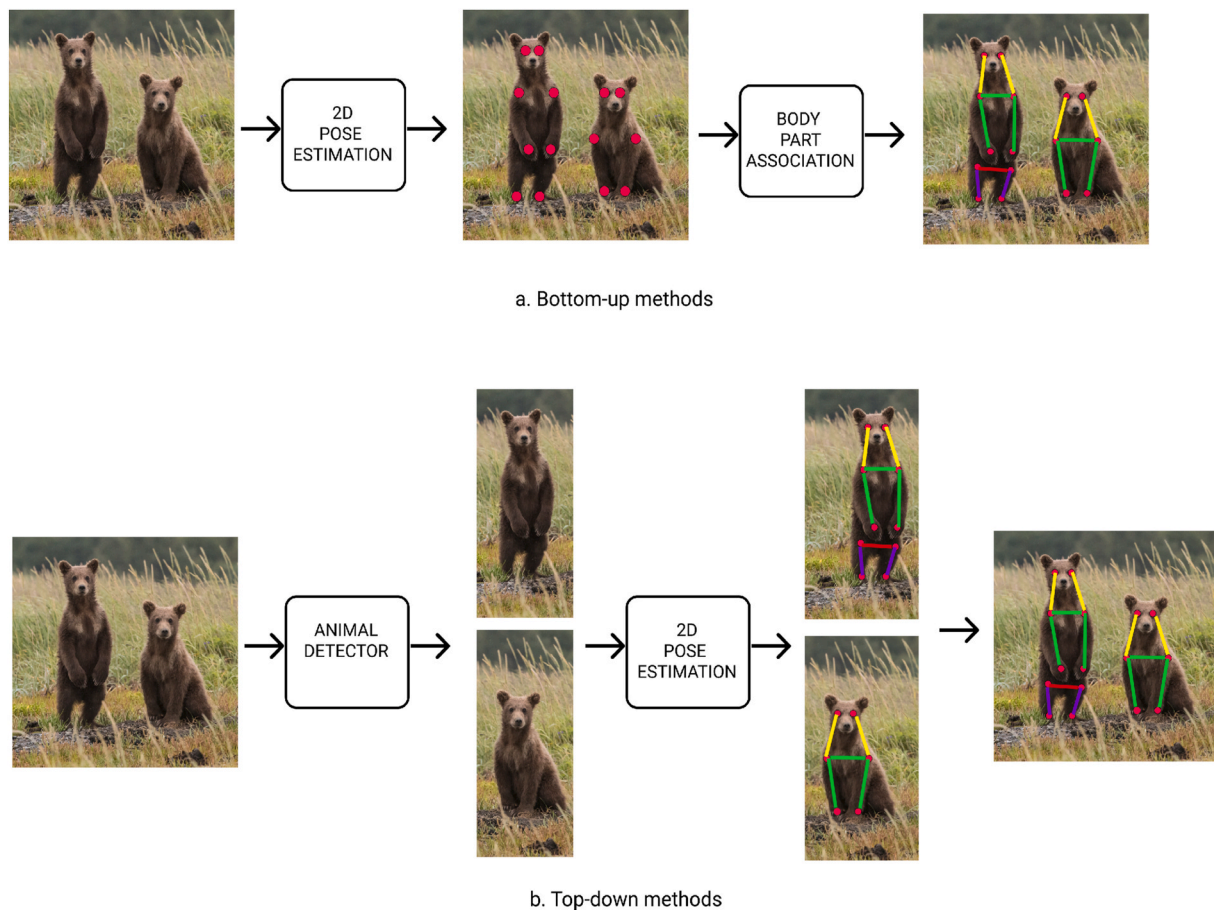 2D
POSE
ESTIMATION
BODY
PART
ASSOCIATION
a. Bottom-up methods
ANIMAL
DETECTOR
2D
POSE
ESTIMATION
b. Top-down methods